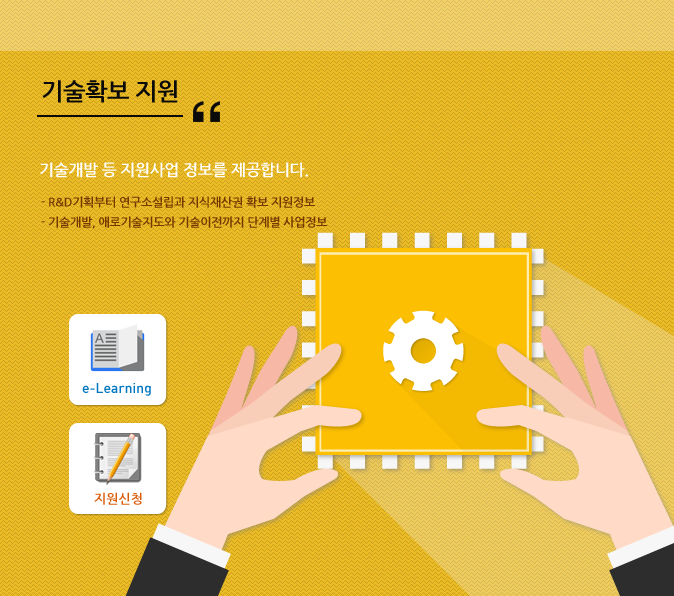 기술확보 지원
기술개발 등 지원사업 정보를 제공합니다.
- R&D기획부터 연구소설립과 지식재산권 확보 지원정보
- 기술개발, 애로기술지도와 기술이전까지 단계별 사업정보
A
e-Learning
지원신청